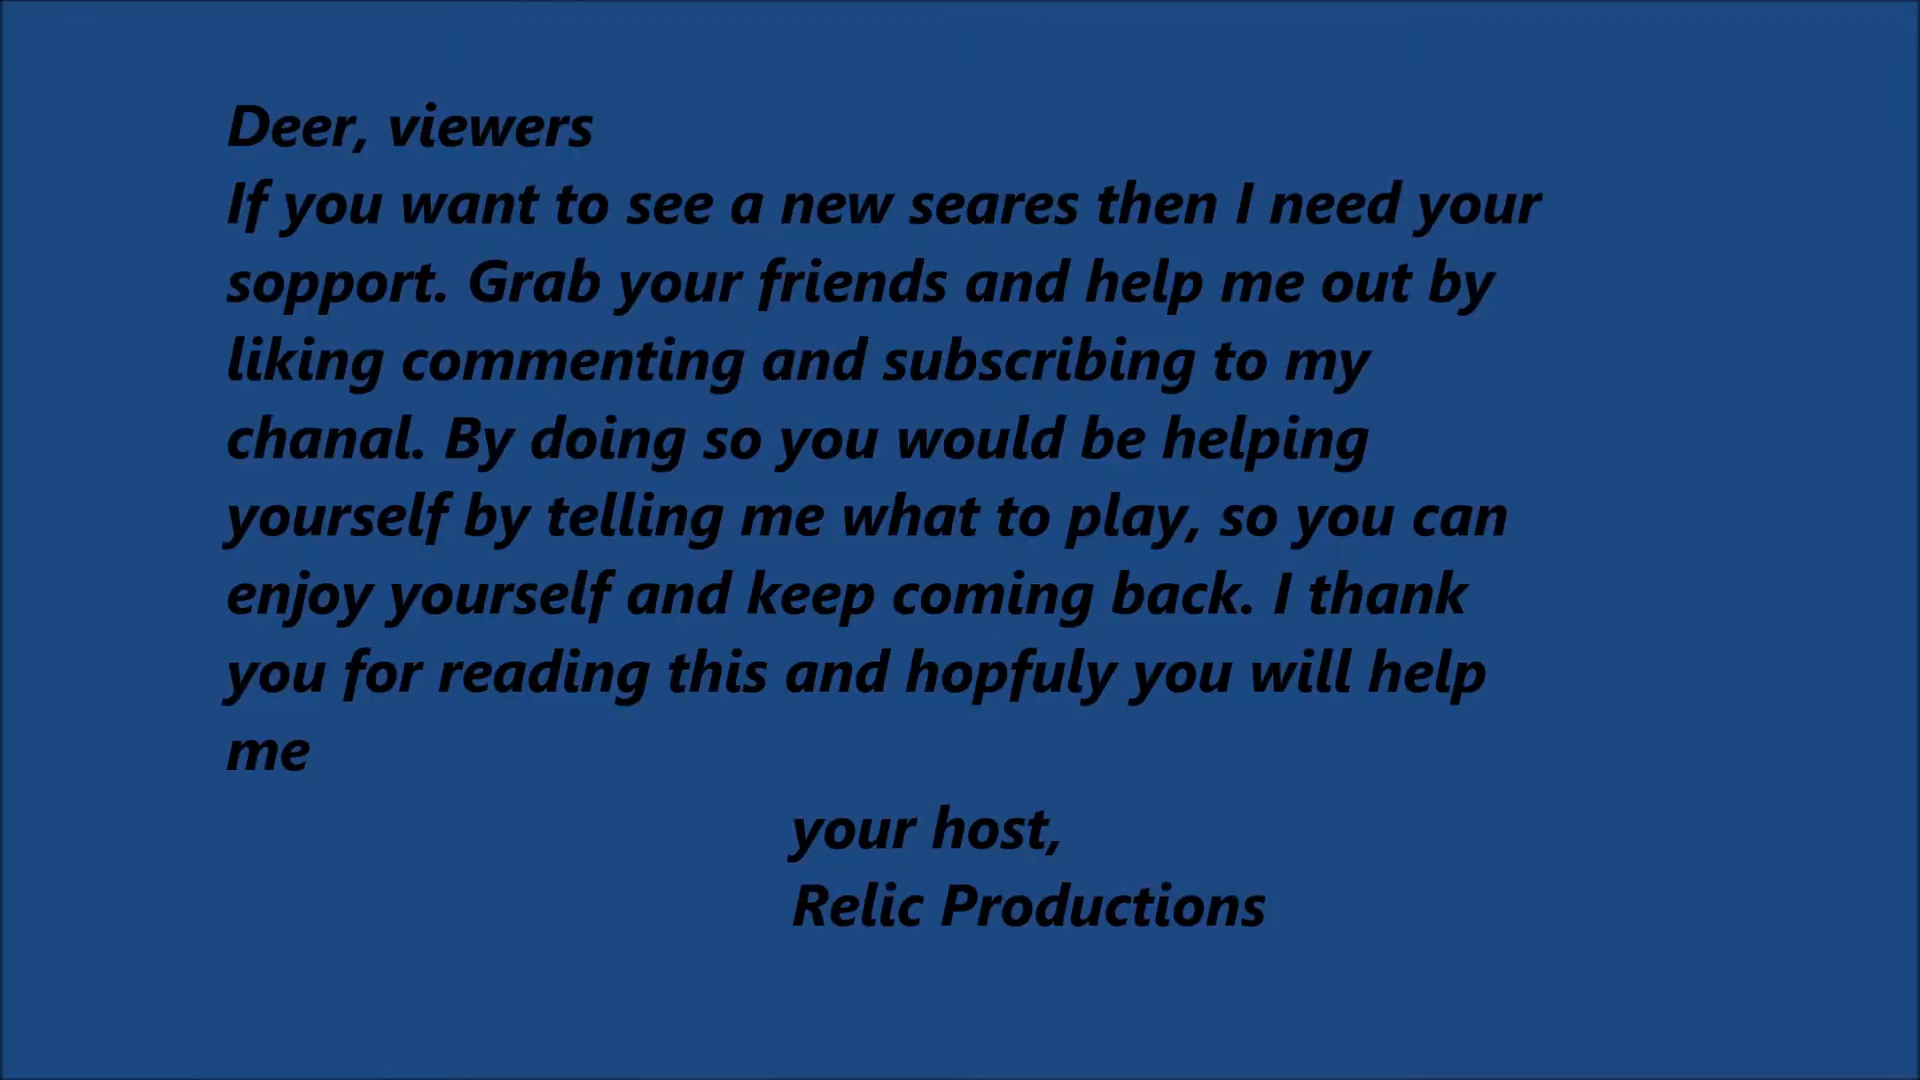 Deer, viewers
If you want to see a new seares then I need your
sopport. Grab your friends and help me out by
liking commenting and subscribing to my
chanal. By doing so you would be helping
yourself by telling me what to play, so you can
enjoy yourself and keep coming back. I thank
you for reading this and hopfuly you will help
me
your host,
Relic Productions